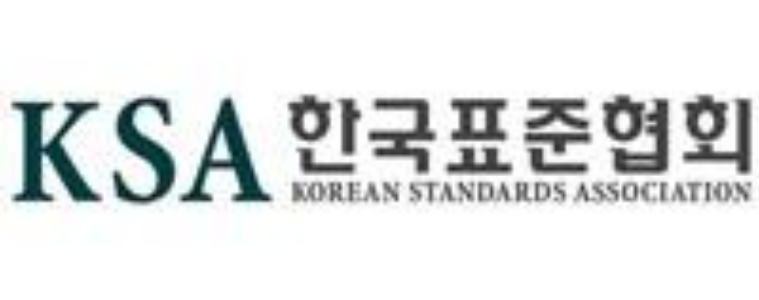 KSA 한국표준협회
KOREAN STANDARDS ASSOCIATION